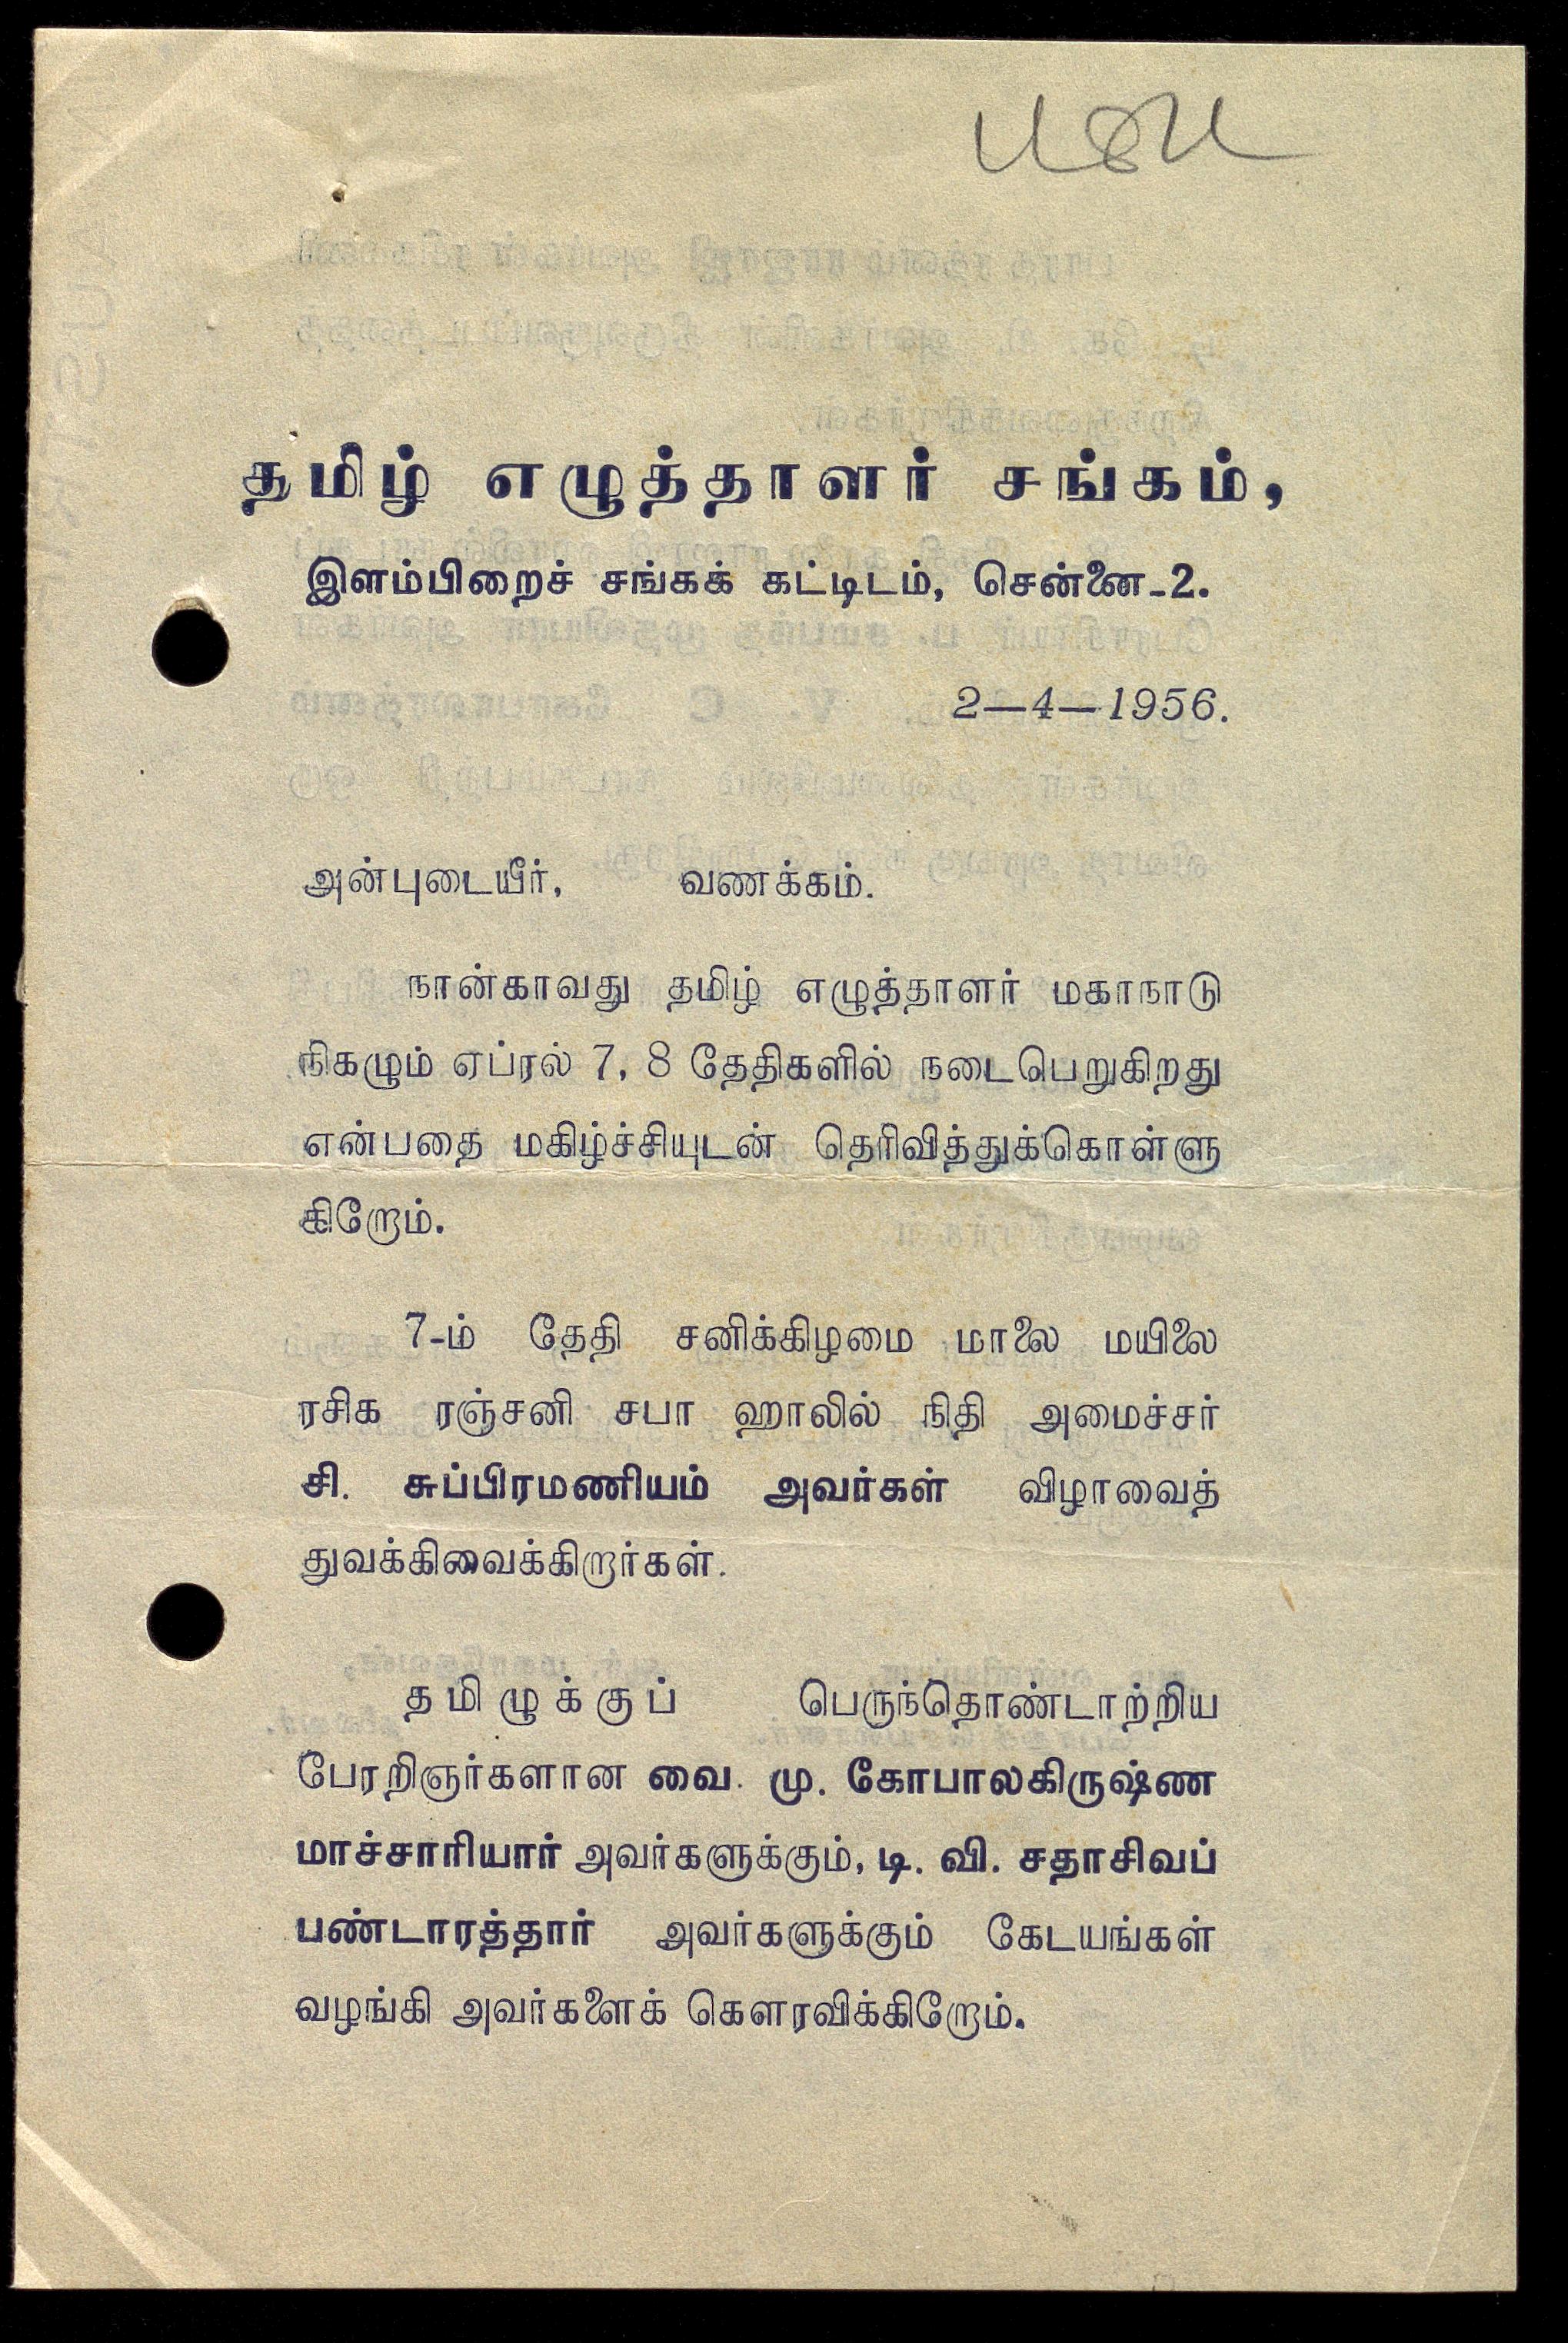 தமிழ் எழுத்தாளர் சங்கம்,
இளம்பிறைச் சங்கக் கட்டிடம், சென்னை-2.
2—4—1956.
அன்புடையீர், வணக்கம்.
நான்காவது தமிழ் எழுத்தாளர் மகாநாடு
நிகழும் ஏப்ரல் 7, 8 தேதிகளில் நடைபெறுகிறது
என்பதை மகிழ்ச்சியுடன் தெரிவித்துக்கொள்ளு
கிறோம்.
7-ம் தேதி சனிக்கிழமை மாலை மயிலை
ரசிக ரஞ்சனி சபா ஹாலில் நிதி அமைச்சர்
சி. சுப்பிரமணியம் அவர்கள் விழாவைத்
துவக்கிவைக்கிறார்கள்.
தமிழுக்குப் பெருந்தொண்டாற்றிய
பேரறிஞர்களான வை. மு. கோபாலகிருஷ்ண
மாச்சாரியார் அவர்களுக்கும், டி. வி. சதாசிவப்
பண்டாரத்தார் அவர்களுக்கும் கேடயங்கள்
வழங்கி அவர்களைக் கௌரவிக்கிறோம்.